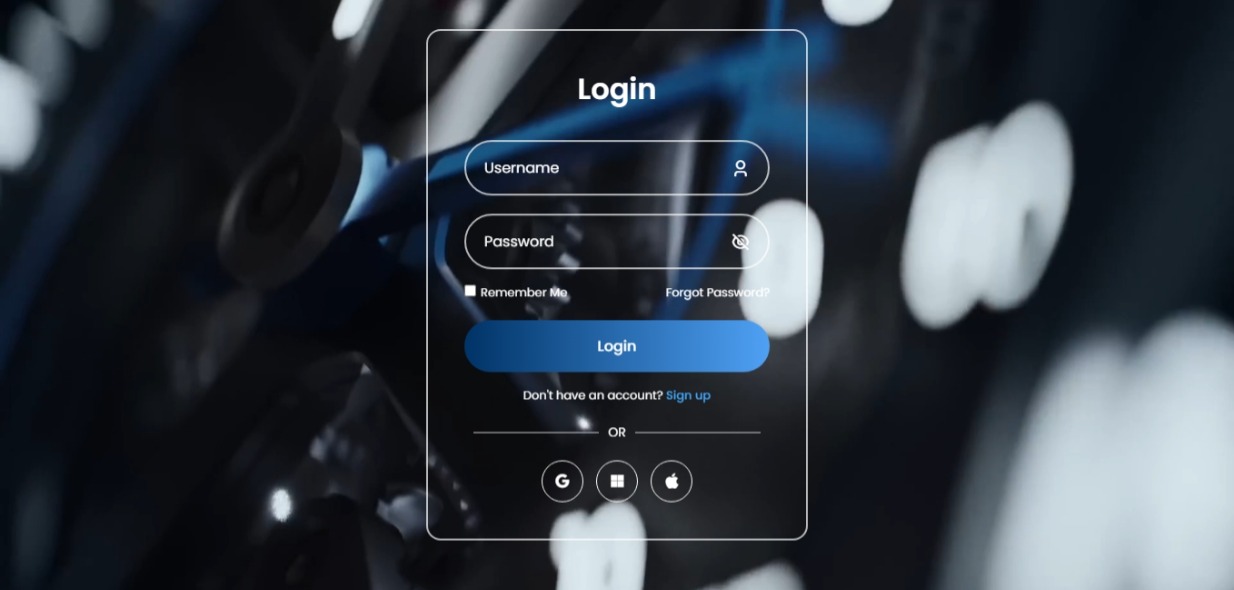 Login
Username
Password
Remember Me Forgot Password?
Login
Don't have an account? Sign up
OR